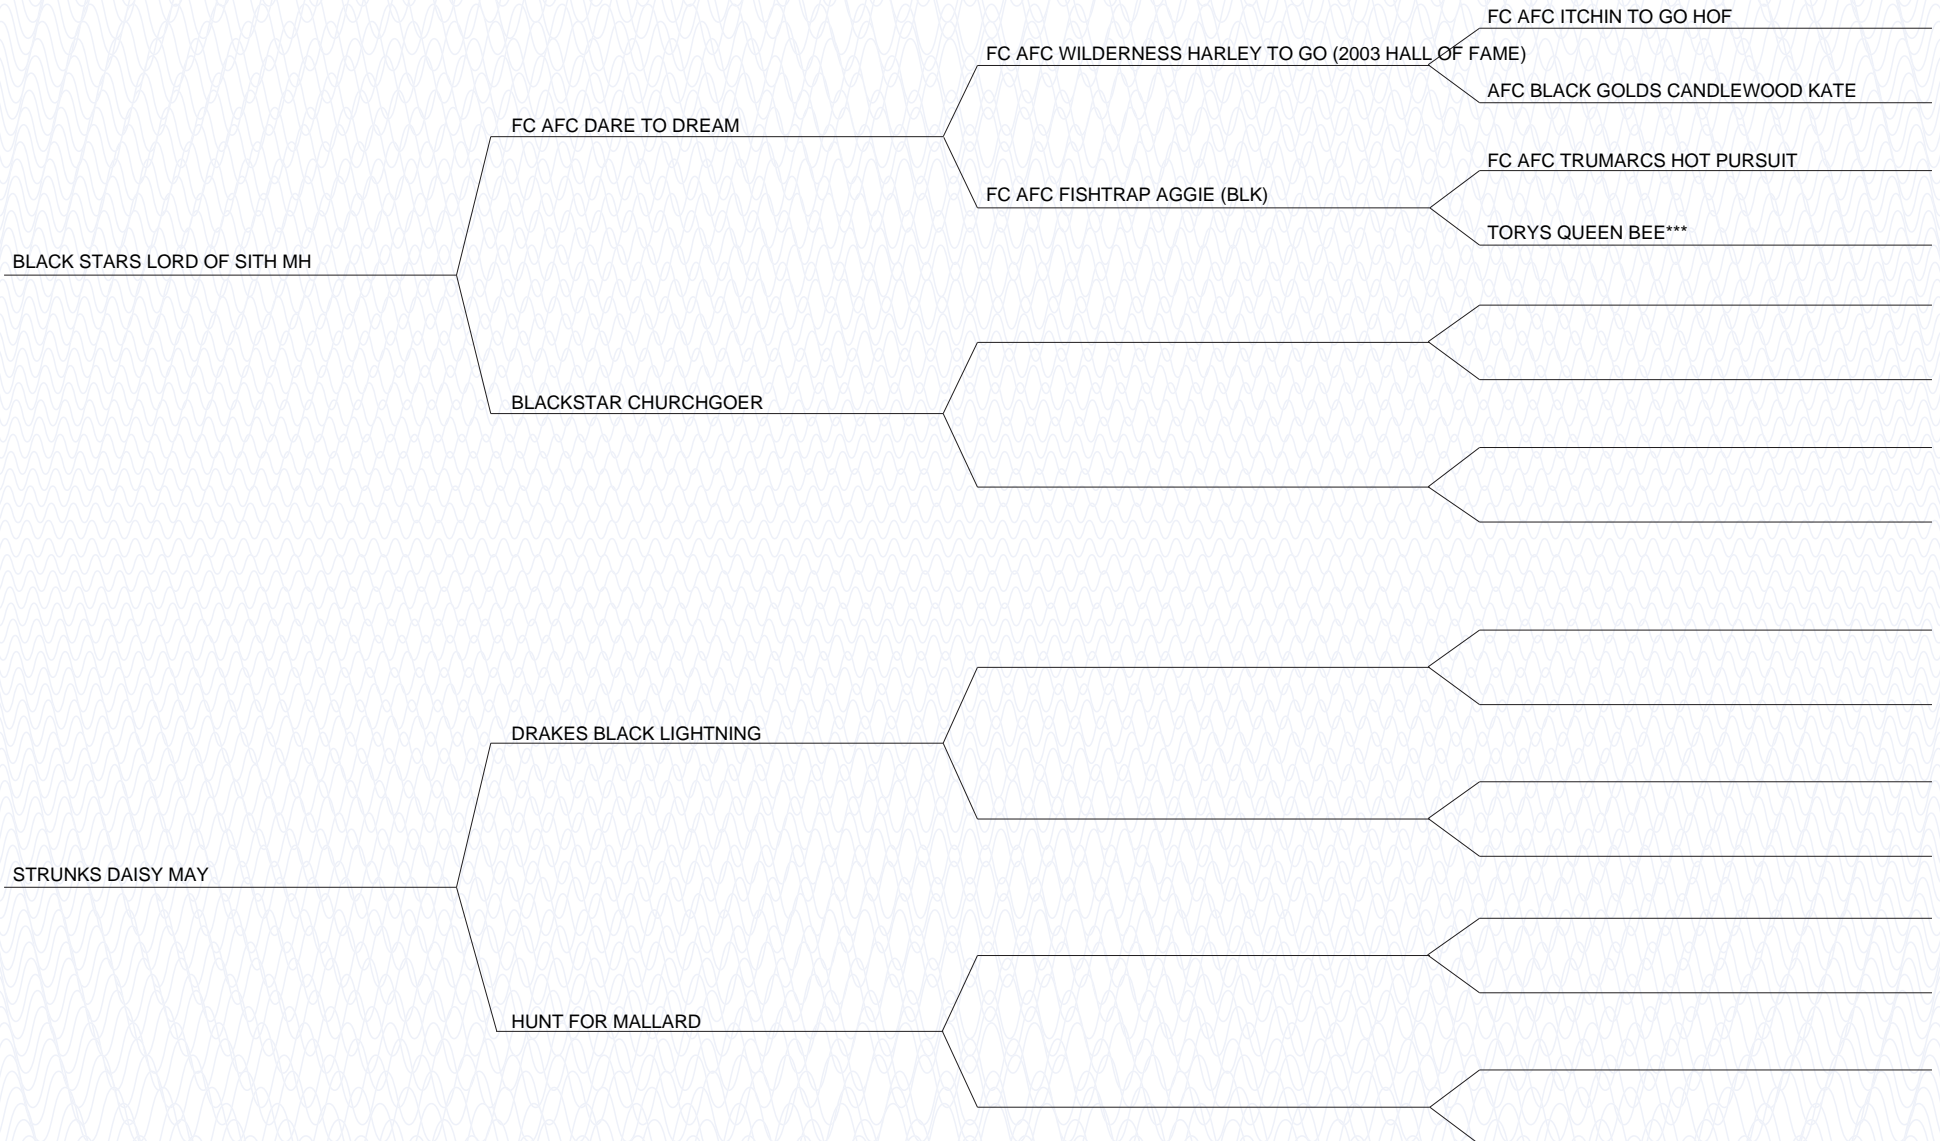 FC AFC ITCHIN TO GO HOF
FC AFC WILDERNESS HARLEY TO GO (2003 HALL OF FAME)
AFC BLACK GOLDS CANDLEWOOD KATE
FC AFC DARE TO DREAM
FC AFC TRUMARCS HOT PURSUIT
FC AFC FISHTRAP AGGIE (BLK)
TORYS QUEEN BEE***
BLACK STARS LORD OF SITH MH
BLACKSTAR CHURCHGOER
DRAKES BLACK LIGHTNING
STRUNKS DAISY MAY
HUNT FOR MALLARD